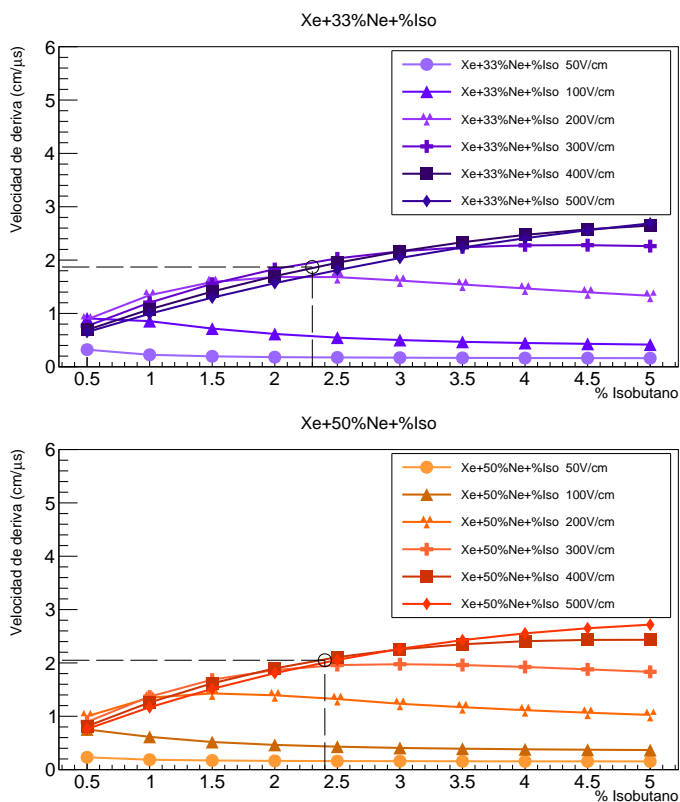 Xe+33%Ne+%Iso
Velocidad de deriva (cm/μs)
6
5
4
3
2
1
0
Xe+33%Ne+%Iso 50V/cm
Xe+33%Ne+%Iso 100V/cm
Xe+33%Ne+%Iso 200V/cm
Xe+33%Ne+%Iso 300V/cm
Xe+33%Ne+%Iso 400V/cm
Xe+33%Ne+%Iso 500V/cm
0.5 1 1.5 2 2.5 3 3.5 4 4.5 5
% Isobutano
Xe+50%Ne+%Iso
Velocidad de deriva (cm/μs)
6
5
4
3
2
1
0
Xe+50%Ne+%Iso 50V/cm
Xe+50%Ne+%Iso 100V/cm
Xe+50%Ne+%Iso 200V/cm
Xe+50%Ne+%Iso 300V/cm
Xe+50%Ne+%Iso 400V/cm
Xe+50%Ne+%Iso 500V/cm
0.5 1 1.5 2 2.5 3 3.5 4 4.5 5
% Isobutano